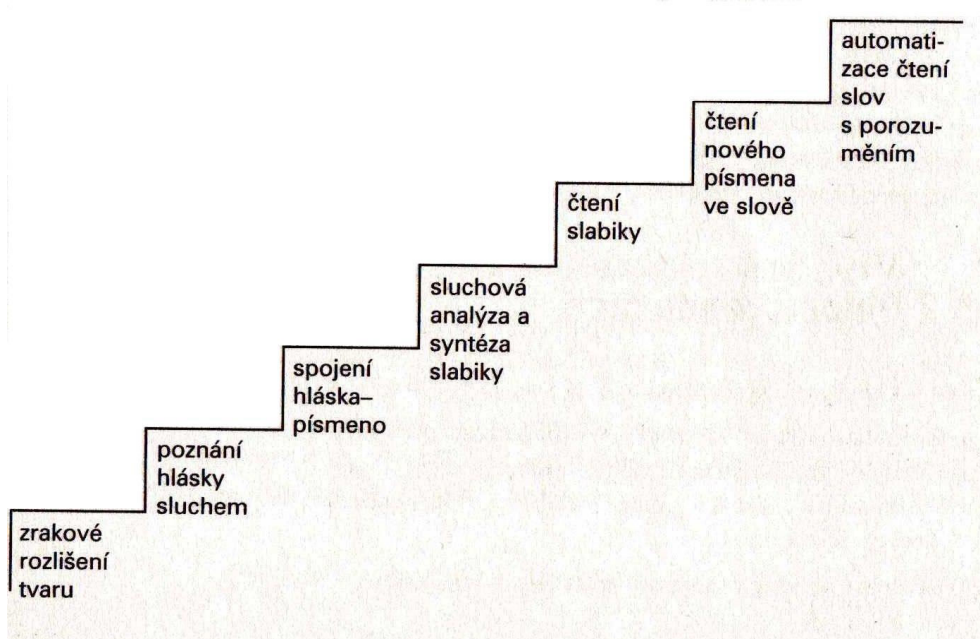 zrakové
rozlišení
tvaru
poznání
hlásky
sluchem
spojení
hláska–
písmeno
sluchová
analýza a
syntéza
slabiky
čtení
slabiky
čtení
nového
písmena
ve slově
automati-
zace čtení
slov
s porozu-
měním